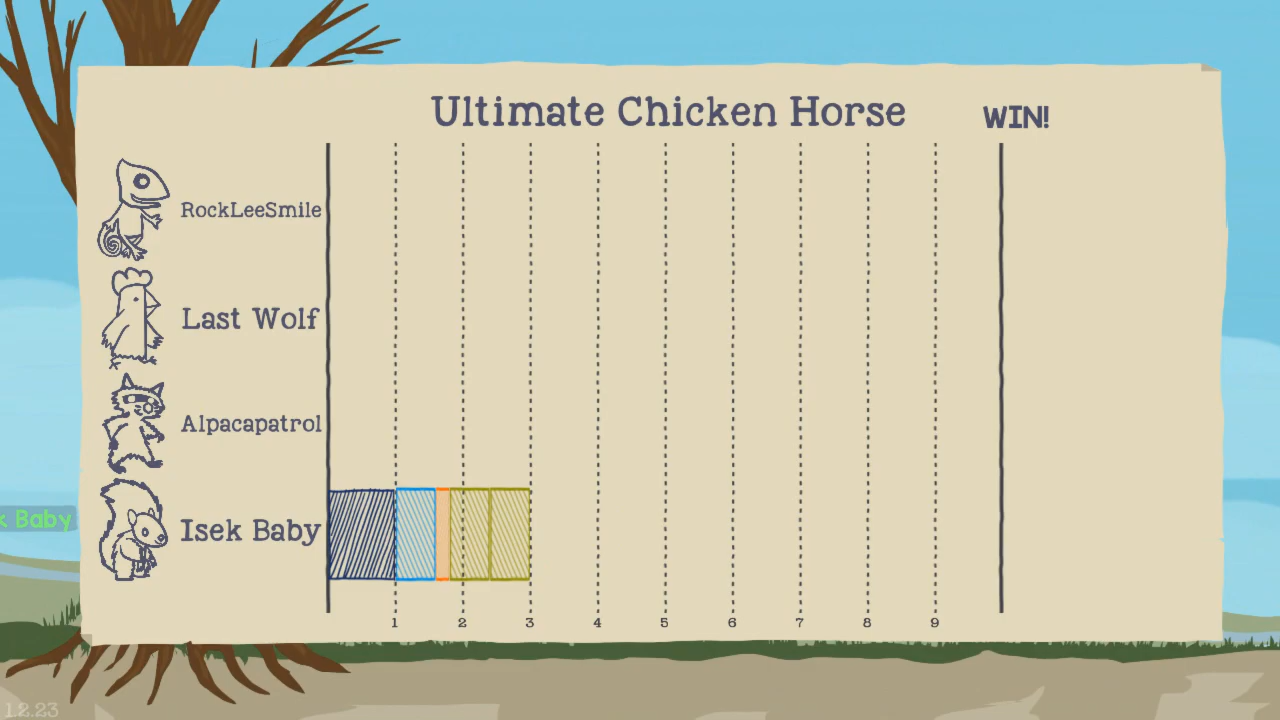 Ultimate Chicken Horse
WIN!
RockLeeSmile
Last Wolf
Alpacapatrol
k Baby
Isek Baby
1 2 3 4 5 6 7 8 9
1.2.23